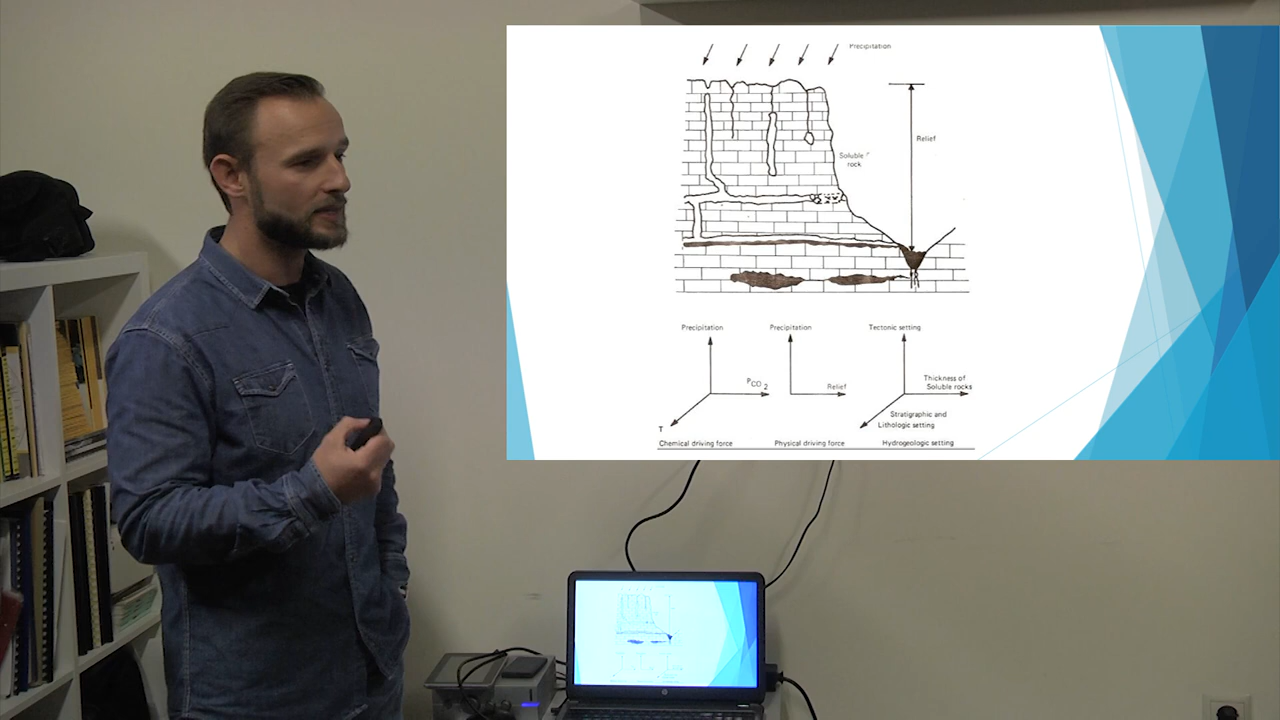 Precipitation
Relief
Soluble
rock
Precipitation
Precipitation
Tectonic setting
PCO2
Relief
Thickness of
Soluble rocks
Stratigraphic and
Lithologic setting
T
Chemical driving force
Physical driving force
Hydrogeologic setting